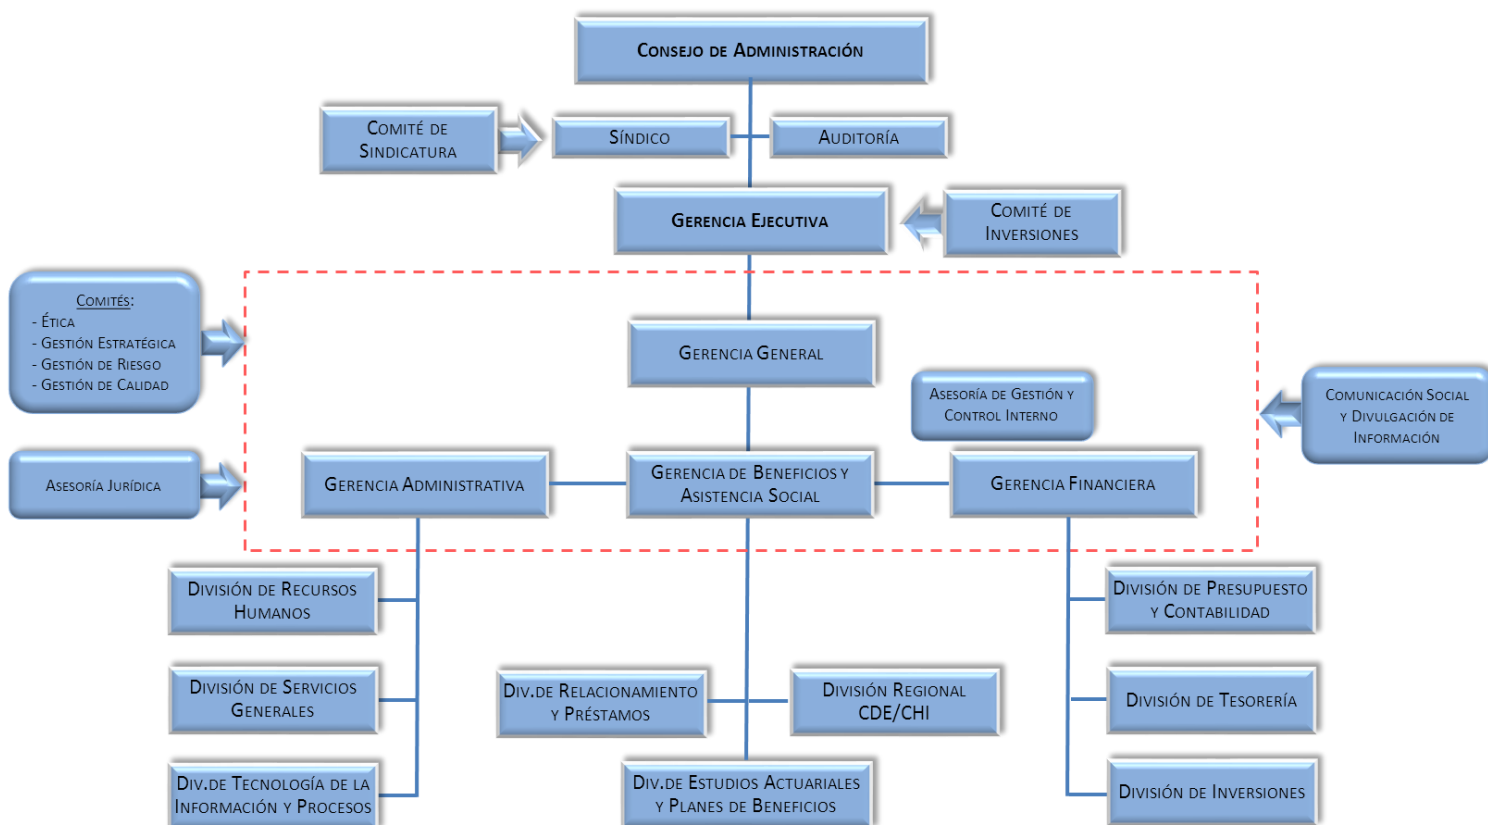 Consejo de Administración
Comité de
Sindicatura
Síndico
Auditoría
Gerencia Ejecutiva
Comité de
Inversiones
Comités:
- Ética
- Gestión Estratégica
- Gestión de Riesgo
- Gestión de Calidad
Gerencia General
Asesoría de Gestión y
Control Interno
Comunicación Social
y Divulgación de
Información
Asesoría Jurídica
Gerencia Administrativa
Gerencia de Beneficios y
Asistencia Social
Gerencia Financiera
División de Recursos
Humanos
División de Presupuesto
y Contabilidad
División de Servicios
Generales
Div.de Relacionamiento
y Préstamos
División Regional
CDE/CHI
División de Tesorería
Div.de Tecnología de la
Información y Procesos
Div.de Estudios Actuariales
y Planes de Beneficios
División de Inversiones